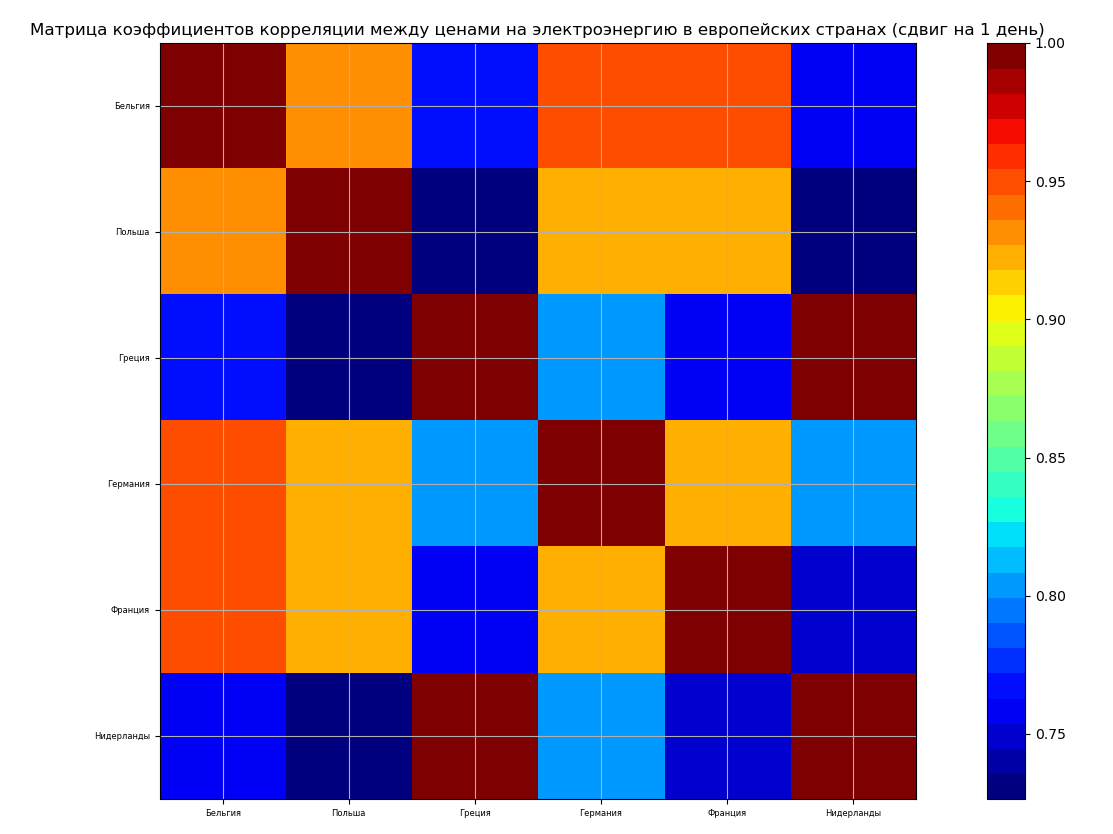 Матрица коэффициентов корреляции между ценами на электроэнергию в европейских странах (сдвиг на 1 день)
1.00
Бельгия
0.95
Польша
0.90
Греция
0.85
Германия
0.80
Франция
0.75
Нидерланды
Бельгия Польша Греция Германия Франция Нидерланды